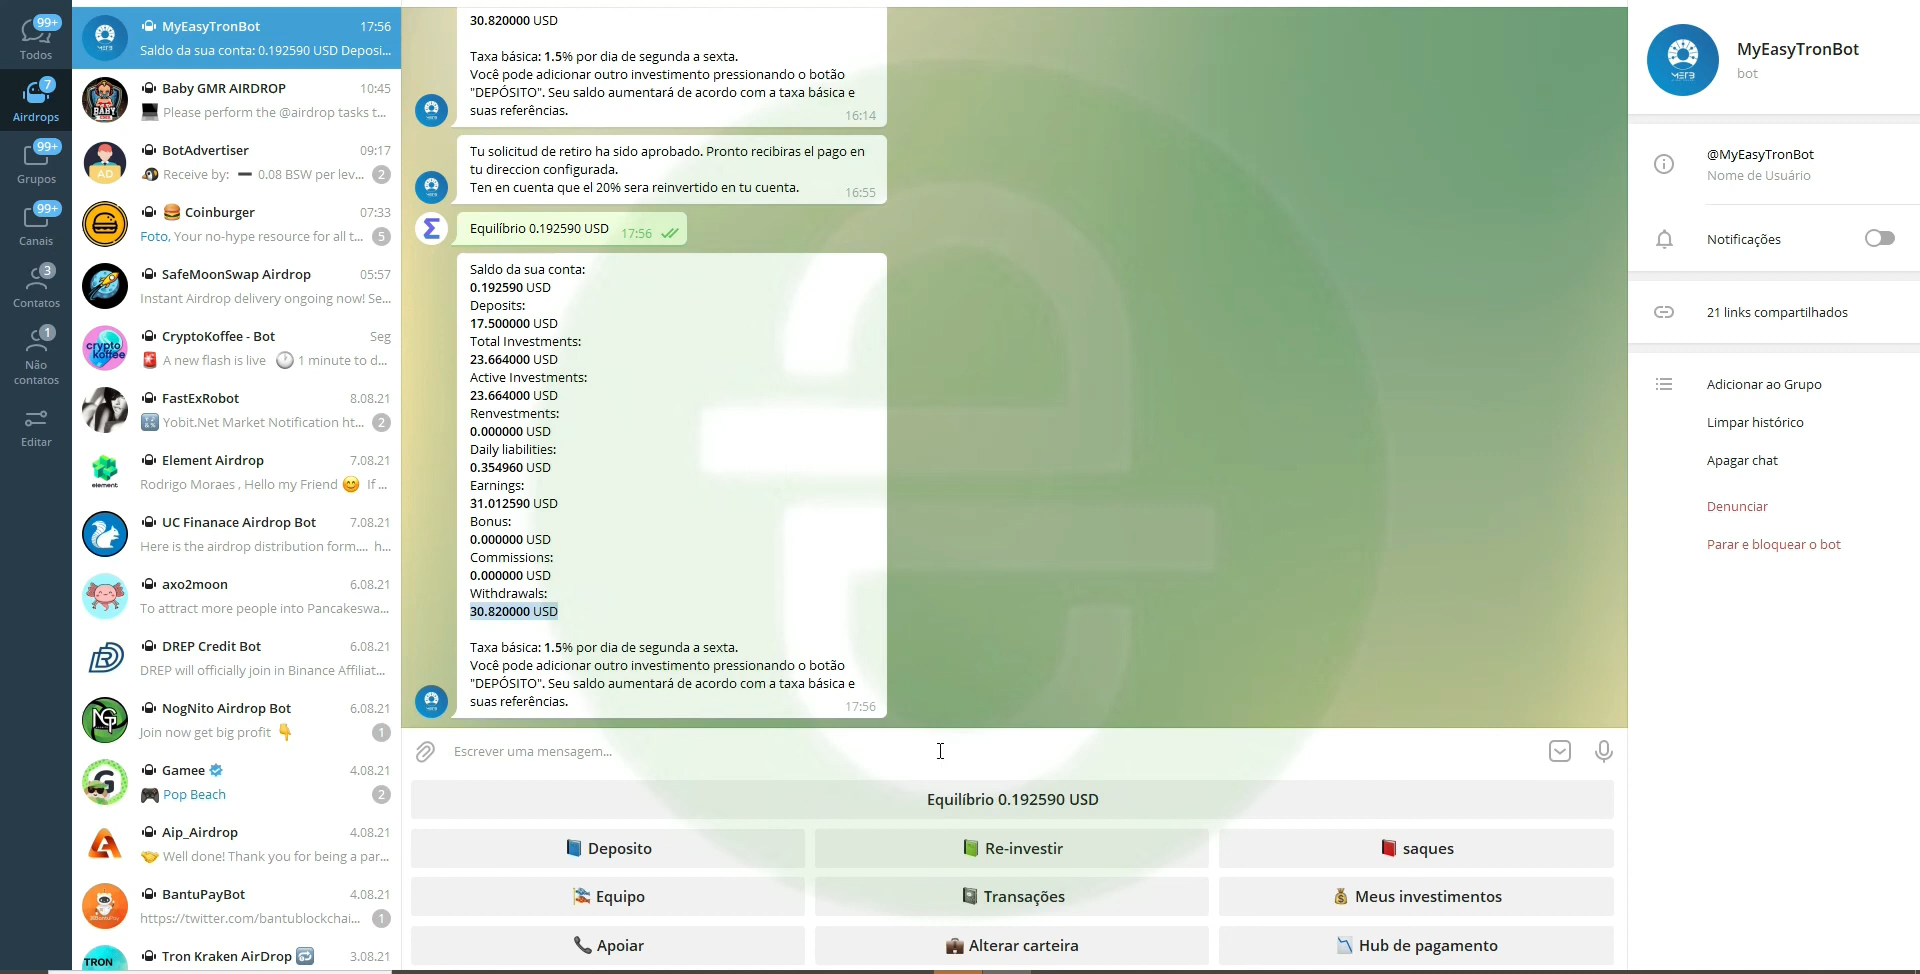 99+
Todos
7
Airdrops
99+
Grupos
99+
Canais
3
Contatos
1
Não
contatos
Editar
MyEasyTronBot 17:56
Saldo da sua conta: 0.192590 USD Deposi...
Baby GMR AIRDROP 10:45
Please perform the @airdrop tasks t...
BotAdvertiser 09:17
Receive by: 0.08 BSW per lev... 2
AD
Coinburger 07:33
Foto, Your no-hype resource for all t... 5
SafeMoonSwap Airdrop 05:57
Instant Airdrop delivery ongoing now! Se...
CryptoKoffee - Bot Seg
A new flash is live 1 minute to d...
crypto
koffee
FastExRobot 8.08.21
Yobit.Net Market Notification ht... 2
Element Airdrop 7.08.21
Rodrigo Moraes , Hello my Friend 😊 If ...
element
UC Finanace Airdrop Bot 7.08.21
Here is the airdrop distribution form.... h...
axo2moon 6.08.21
To attract more people into Pancakeswa...
DREP Credit Bot 6.08.21
DREP will officially join in Binance Affiliat...
NogNito Airdrop Bot 6.08.21
Join now get big profit 👇 1
Gamee 4.08.21
Pop Beach 2
Aip_Airdrop 4.08.21
Well done! Thank you for being a par...
BantuPayBot 4.08.21
https://twitter.com/bantublockchai... 1
Tron Kraken AirDrop 3.08.21
TRON
30.820000 USD
Taxa básica: 1.5% por dia de segunda a sexta.
Você pode adicionar outro investimento pressionando o botão
"DEPÓSITO". Seu saldo aumentará de acordo com a taxa básica e
suas referências. 16:14
Tu solicitud de retiro ha sido aprobado. Pronto recibiras el pago en
tu direccion configurada.
Ten en cuenta que el 20% sera reinvertido en tu cuenta. 16:55
Equilíbrio 0.192590 USD 17:56
Saldo da sua conta:
0.192590 USD
Deposits:
17.500000 USD
Total Investments:
23.664000 USD
Active Investments:
23.664000 USD
Renvestments:
0.000000 USD
Daily liabilities:
0.354960 USD
Earnings:
31.012590 USD
Bonus:
0.000000 USD
Commissions:
0.000000 USD
Withdrawals:
30.820000 USD
Taxa básica: 1.5% por dia de segunda a sexta.
Você pode adicionar outro investimento pressionando o botão
"DEPÓSITO". Seu saldo aumentará de acordo com a taxa básica e
suas referências. 17:56
Escrever uma mensagem...
Equilíbrio 0.192590 USD
Deposito
Re-investir
saques
Equipo
Transações
Meus investimentos
Apoiar
Alterar carteira
Hub de pagamento
MyEasyTronBot
bot
@MyEasyTronBot
Nome de Usuário
Notificações
21 links compartilhados
Adicionar ao Grupo
Limpar histórico
Apagar chat
Denunciar
Parar e bloquear o bot